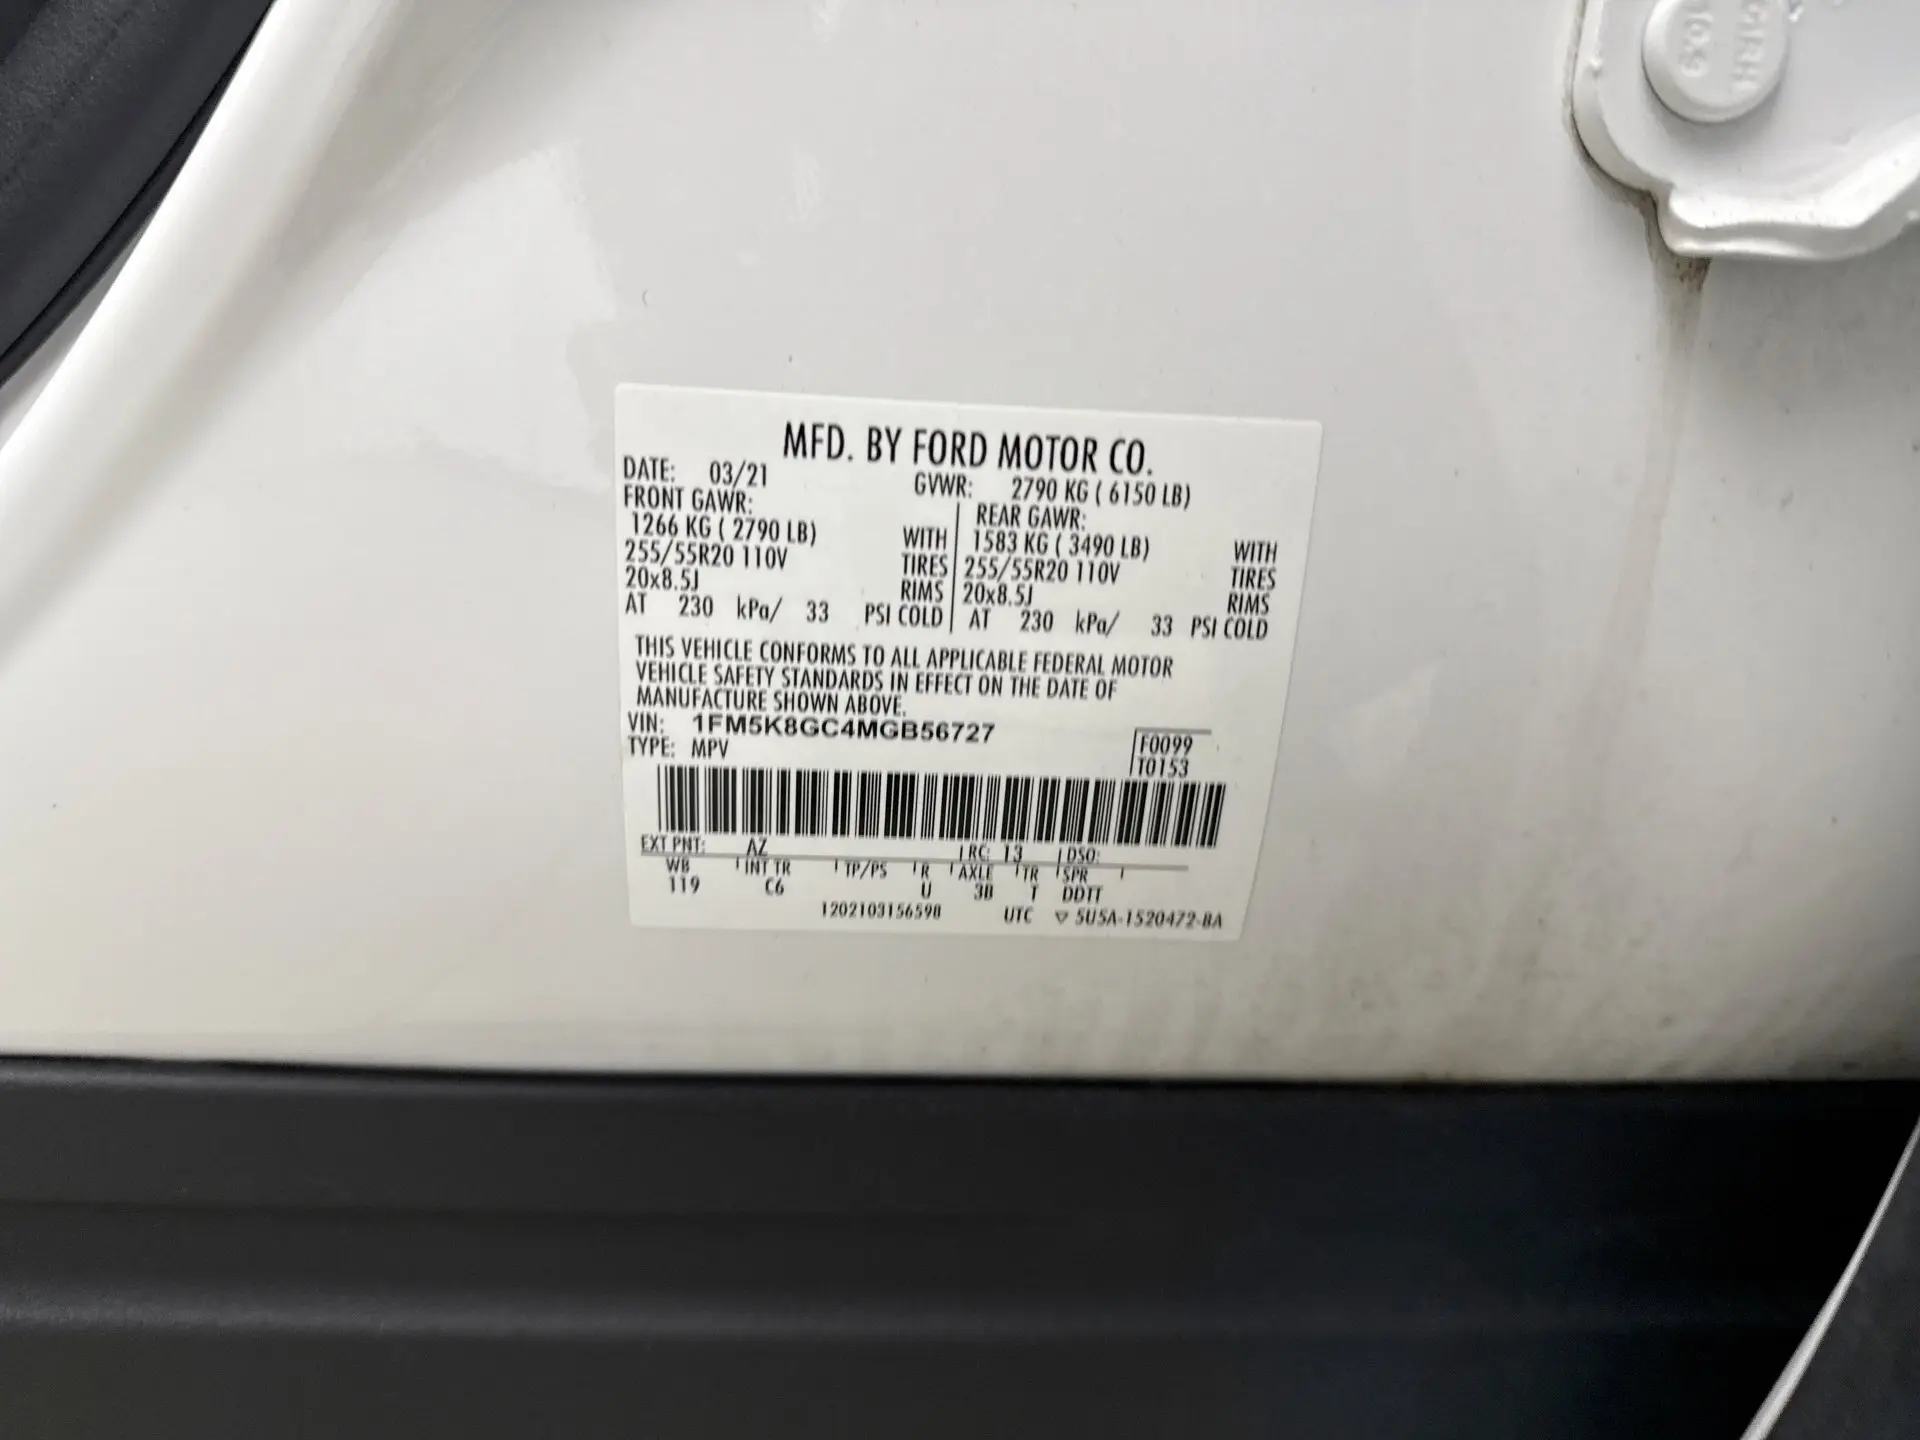 MFD. BY FORD MOTOR CO.
DATE: 03/21 GVWR: 2790 KG ( 6150 LB)
FRONT GAWR: REAR GAWR:
1266 KG ( 2790 LB) WITH 1583 KG ( 3490 LB) WITH
255/55R20 110V TIRES 255/55R20 110V TIRES
20x8.5J RIMS 20x8.5J RIMS
AT 230 kPa/ 33 PSI COLD AT 230 kPa/ 33 PSI COLD
THIS VEHICLE CONFORMS TO ALL APPLICABLE FEDERAL MOTOR
VEHICLE SAFETY STANDARDS IN EFFECT ON THE DATE OF
MANUFACTURE SHOWN ABOVE.
VIN: 1FM5K8GC4MGB56727
TYPE: MPV
F0099
T0153
EXT PNT: AZ RC: 13 DSO:
WB INT TR TP/PS R AXLE TR SPR
119 C6 U 3B T DDTT
1202103156598 UTC ▽ 5U5A-1520472-BA
10.9